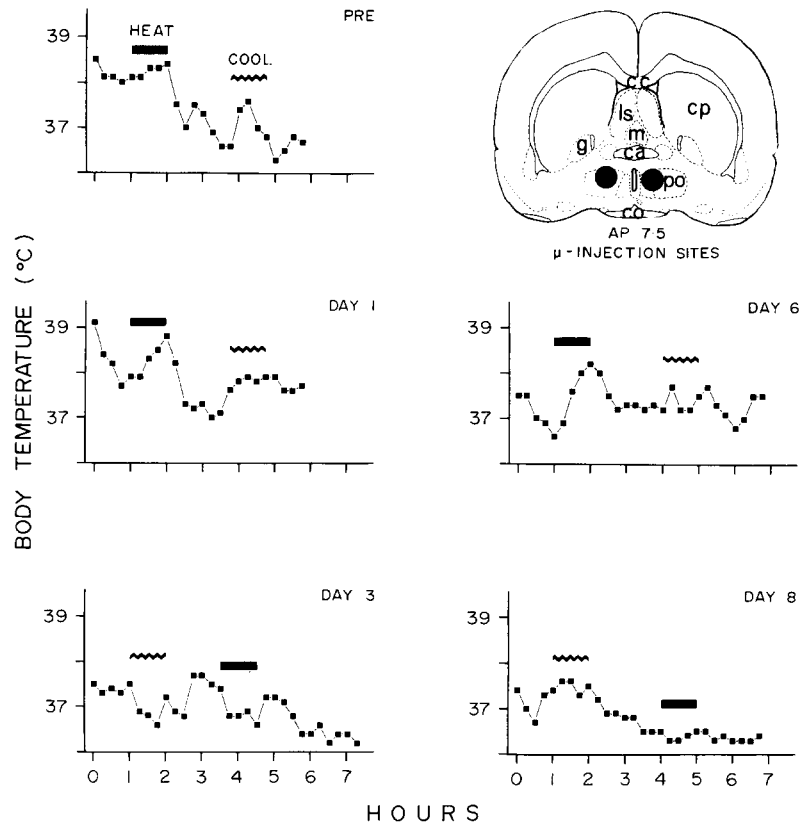 PRE
39
37
HEAT
COOL
cc
ls
cp
m
g
ca
po
co
AP 7·5
µ-INJECTION SITES
BODY TEMPERATURE (°C)
DAY 1
39
37
DAY 6
39
37
DAY 3
39
37
0 1 2 3 4 5 6 7
DAY 8
39
37
0 1 2 3 4 5 6 7
HOURS